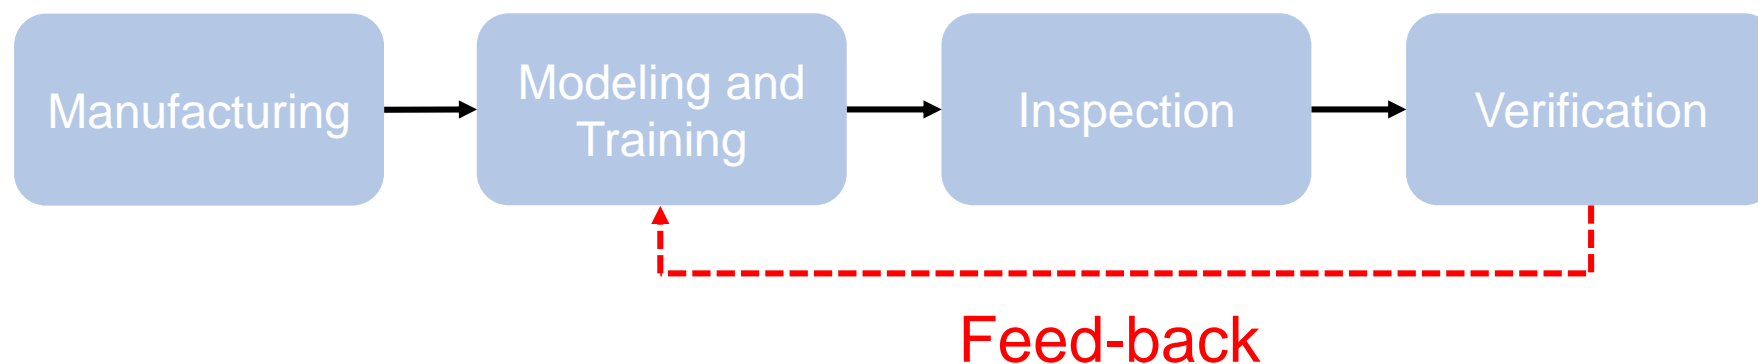 Manufacturing
Modeling and
Training
Inspection
Verification
Feed-back